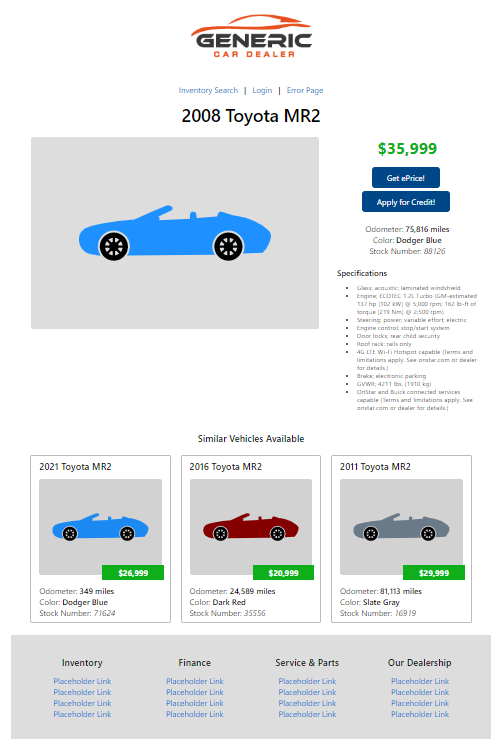 GENERIC
CAR DEALER
Inventory Search | Login | Error Page
2008 Toyota MR2
$35,999
Get ePrice!
Apply for Credit!
Odometer: 75,816 miles
Color: Dodger Blue
Stock Number: 88126
Specifications
Glass; acoustic; laminated windshield
Engine; ECOTEC 1.2L Turbo (GM-estimated
137 hp [102 kW] @ 5,000 rpm; 162 lb-ft of
torque [219 Nm] @ 2,500 rpm)
Steering; power; variable effort; electric
Engine control; stop/start system
Door locks; rear child security
Roof rack: rails only
4G LTE Wi-Fi Hotspot capable (Terms and
limitations apply. See onstar.com or dealer
for details.)
Brake; electronic parking
GVWR; 4211 lbs. (1910 kg)
OnStar and Buick connected services
capable (Terms and limitations apply. See
onstar.com or dealer for details.)
Similar Vehicles Available
2021 Toyota MR2
$26,999
Odometer: 349 miles
Color: Dodger Blue
Stock Number: 71624
2016 Toyota MR2
$20,999
Odometer: 24,589 miles
Color: Dark Red
Stock Number: 35556
2011 Toyota MR2
$29,999
Odometer: 81,113 miles
Color: Slate Gray
Stock Number: 16919
Inventory
Placeholder Link
Placeholder Link
Placeholder Link
Placeholder Link
Finance
Placeholder Link
Placeholder Link
Placeholder Link
Placeholder Link
Service & Parts
Placeholder Link
Placeholder Link
Placeholder Link
Placeholder Link
Our Dealership
Placeholder Link
Placeholder Link
Placeholder Link
Placeholder Link